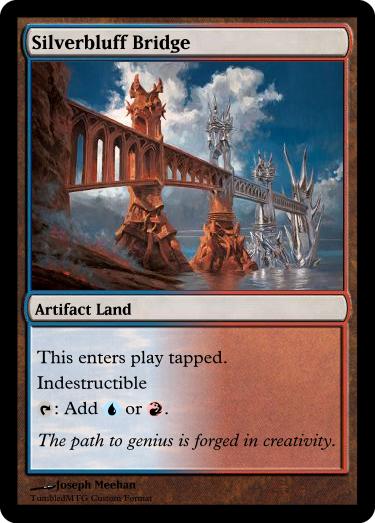 Silverbluff Bridge
Artifact Land
This enters play tapped.
Indestructible
: Add or .
The path to genius is forged in creativity.
Joseph Meehan
TumbledMTFG Custom Format